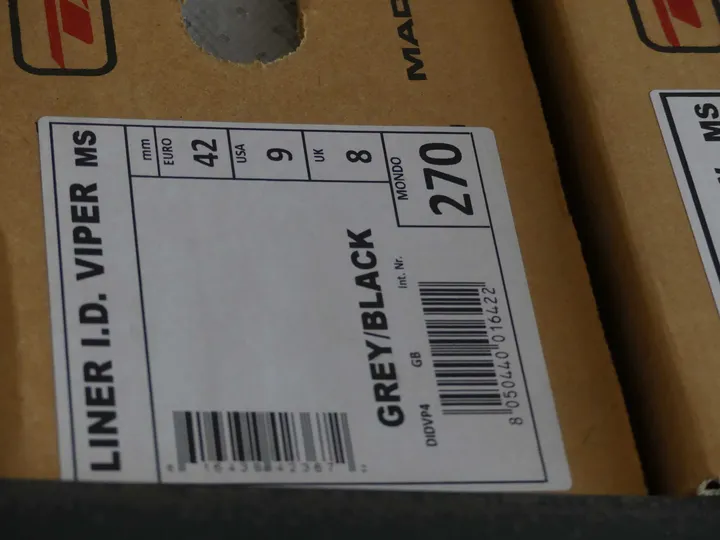 MAD
LINER I.D. VIPER MS
mm
EURO
42
USA
9
UK
8
MONDO
270
GREY/BLACK
Int. Nr.
DIDVP4
GB
8 050440 016422
MS